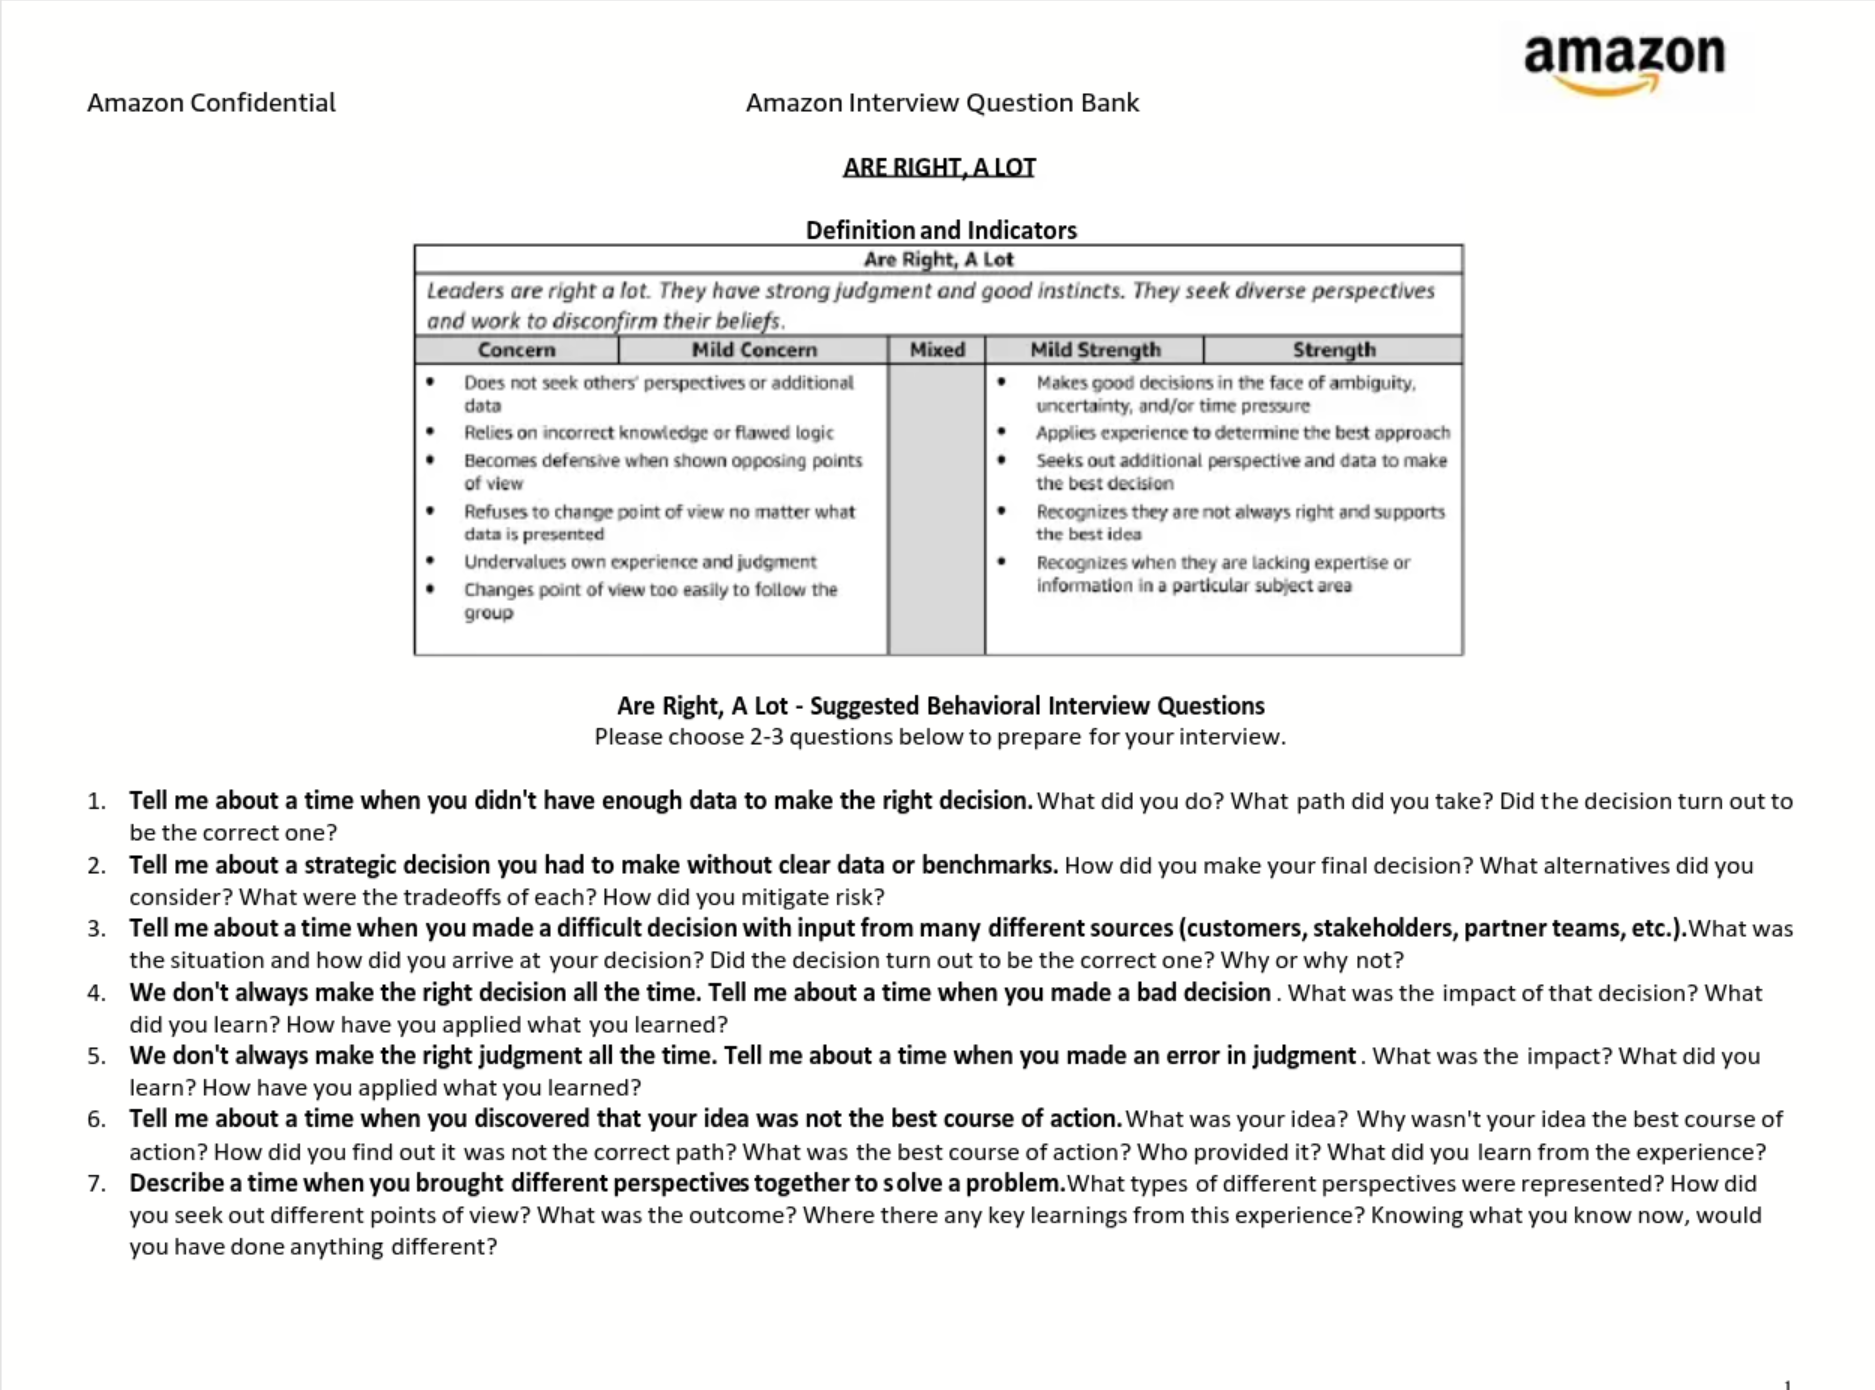 amazon
Amazon Confidential
Amazon Interview Question Bank
ARE RIGHT, A LOT
Definition and Indicators
Are Right, A Lot
Leaders are right a lot. They have strong judgment and good instincts. They seek diverse perspectives
and work to disconfirm their beliefs.
Concern
Mild Concern
Mixed
Mild Strength
Strength
• Does not seek others' perspectives or additional
data
• Relies on incorrect knowledge or flawed logic
• Becomes defensive when shown opposing points
of view
• Refuses to change point of view no matter what
data is presented
• Undervalues own experience and judgment
• Changes point of view too easily to follow the
group
• Makes good decisions in the face of ambiguity,
uncertainty, and/or time pressure
• Applies experience to determine the best approach
• Seeks out additional perspective and data to make
the best decision
• Recognizes they are not always right and supports
the best idea
• Recognizes when they are lacking expertise or
information in a particular subject area
Are Right, A Lot - Suggested Behavioral Interview Questions
Please choose 2-3 questions below to prepare for your interview.
1. Tell me about a time when you didn't have enough data to make the right decision. What did you do? What path did you take? Did the decision turn out to
be the correct one?
2. Tell me about a strategic decision you had to make without clear data or benchmarks. How did you make your final decision? What alternatives did you
consider? What were the tradeoffs of each? How did you mitigate risk?
3. Tell me about a time when you made a difficult decision with input from many different sources (customers, stakeholders, partner teams, etc.).What was
the situation and how did you arrive at your decision? Did the decision turn out to be the correct one? Why or why not?
4. We don't always make the right decision all the time. Tell me about a time when you made a bad decision . What was the impact of that decision? What
did you learn? How have you applied what you learned?
5. We don't always make the right judgment all the time. Tell me about a time when you made an error in judgment . What was the impact? What did you
learn? How have you applied what you learned?
6. Tell me about a time when you discovered that your idea was not the best course of action. What was your idea? Why wasn't your idea the best course of
action? How did you find out it was not the correct path? What was the best course of action? Who provided it? What did you learn from the experience?
7. Describe a time when you brought different perspectives together to solve a problem.What types of different perspectives were represented? How did
you seek out different points of view? What was the outcome? Where there any key learnings from this experience? Knowing what you know now, would
you have done anything different?
1